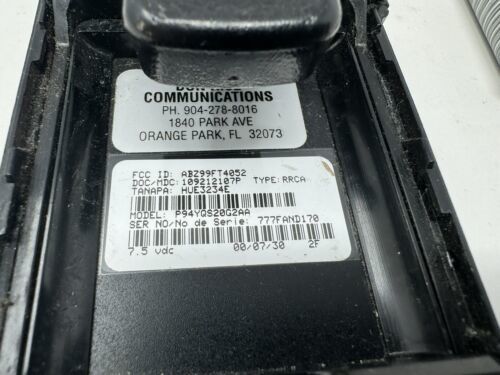 COMMUNICATIONS
PH. 904-278-8016
1840 PARK AVE
ORANGE PARK, FL 32073
FCC ID: ABZ99FT4052
DOC/MDC: 109212107P TYPE: RRCA
TANAPA: HUE3234E
MODEL: P94YQS20G2AA
SER NO/No de Serie: 777FAND170
7.5 vdc 00/07/30 2F